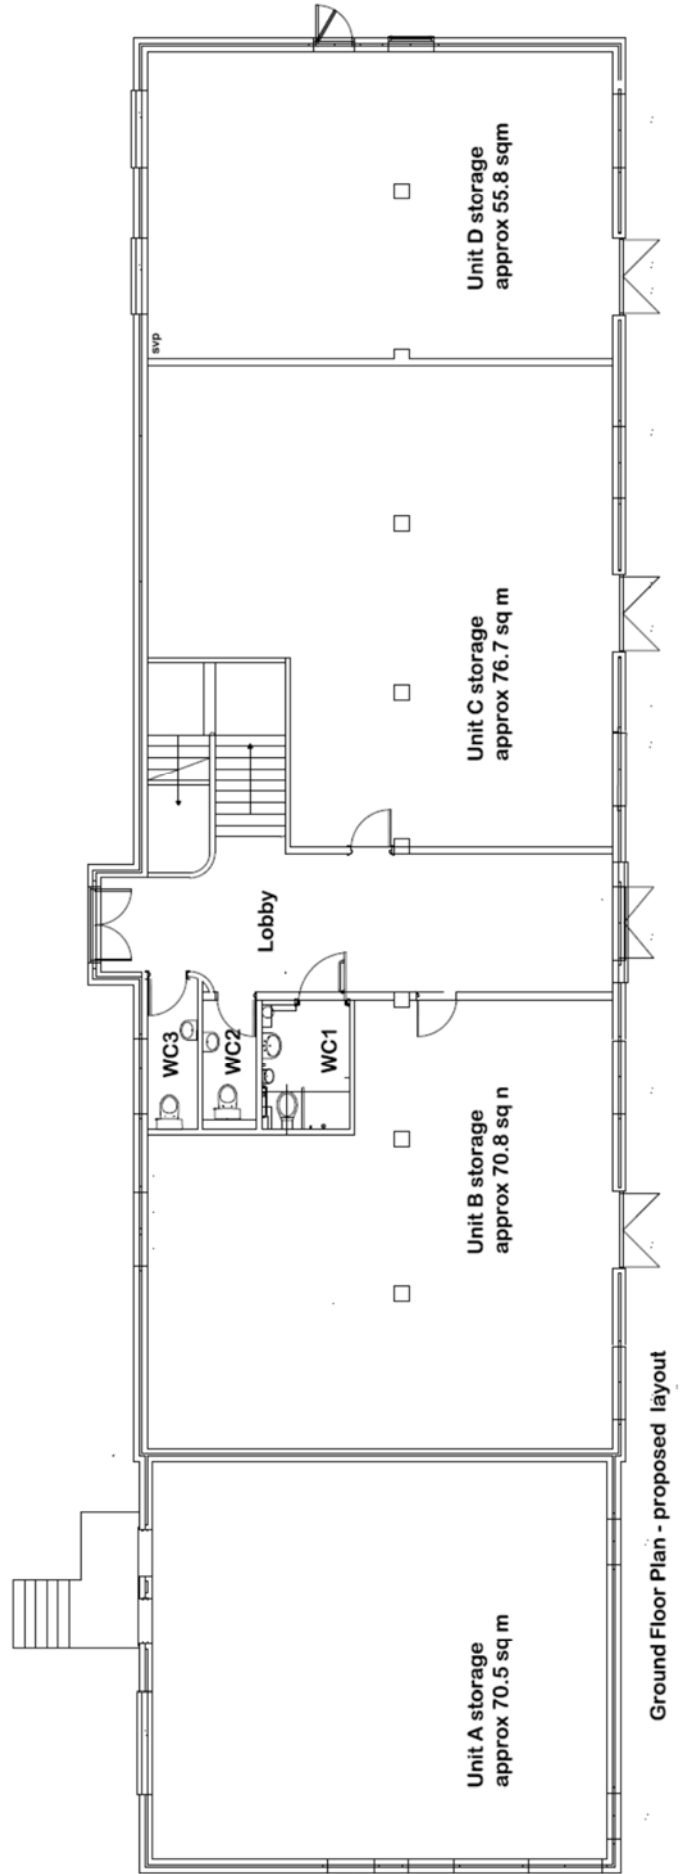 Unit A storage
approx 70.5 sq m
Unit B storage
approx 70.8 sq n
WC3
WC2
WC1
Lobby
Unit C storage
approx 76.7 sq m
svp
Unit D storage
approx 55.8 sqm
Ground Floor Plan - proposed layout